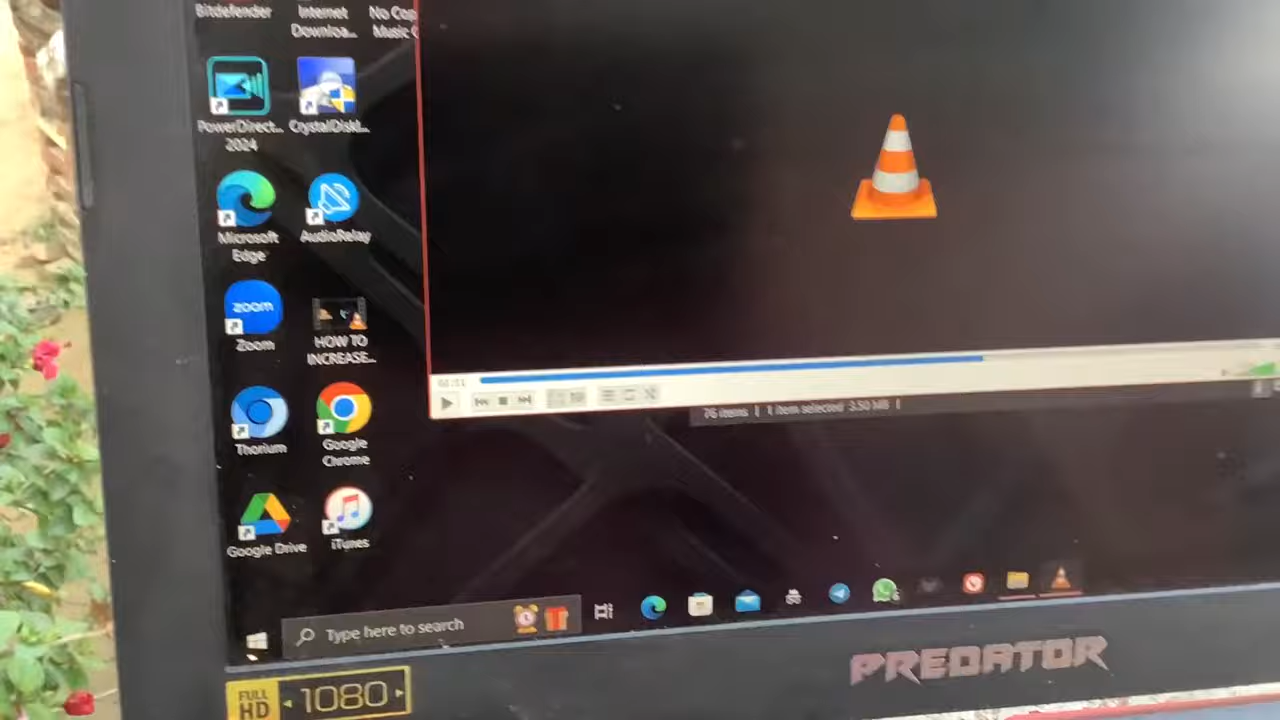 Bitdefender
Internet
Downloa...
No Cop
Music
PowerDirect...
2024
CrystalDiskI...
Microsoft
Edge
AudioRelay
zoom
Zoom
HOW TO
INCREASE...
Thorium
Google
Chrome
Google Drive
iTunes
76 items | 1 item selected 3.50 MB |
Type here to search
PREDATOR
FULL
HD
1080